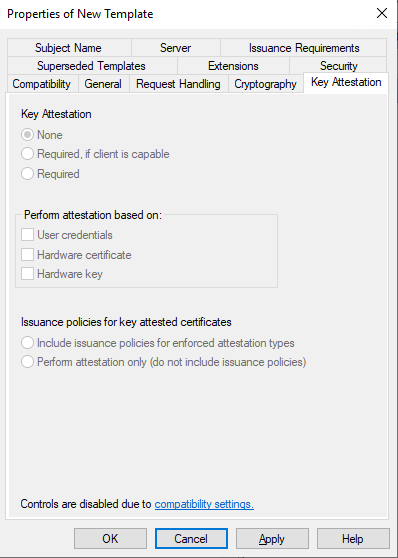 Properties of New Template
Subject Name
Server
Issuance Requirements
Superseded Templates
Extensions
Security
Compatibility
General
Request Handling
Cryptography
Key Attestation
Key Attestation
None
Required, if client is capable
Required
Perform attestation based on:
User credentials
Hardware certificate
Hardware key
Issuance policies for key attested certificates
Include issuance policies for enforced attestation types
Perform attestation only (do not include issuance policies)
Controls are disabled due to compatibility settings.
OK
Cancel
Apply
Help